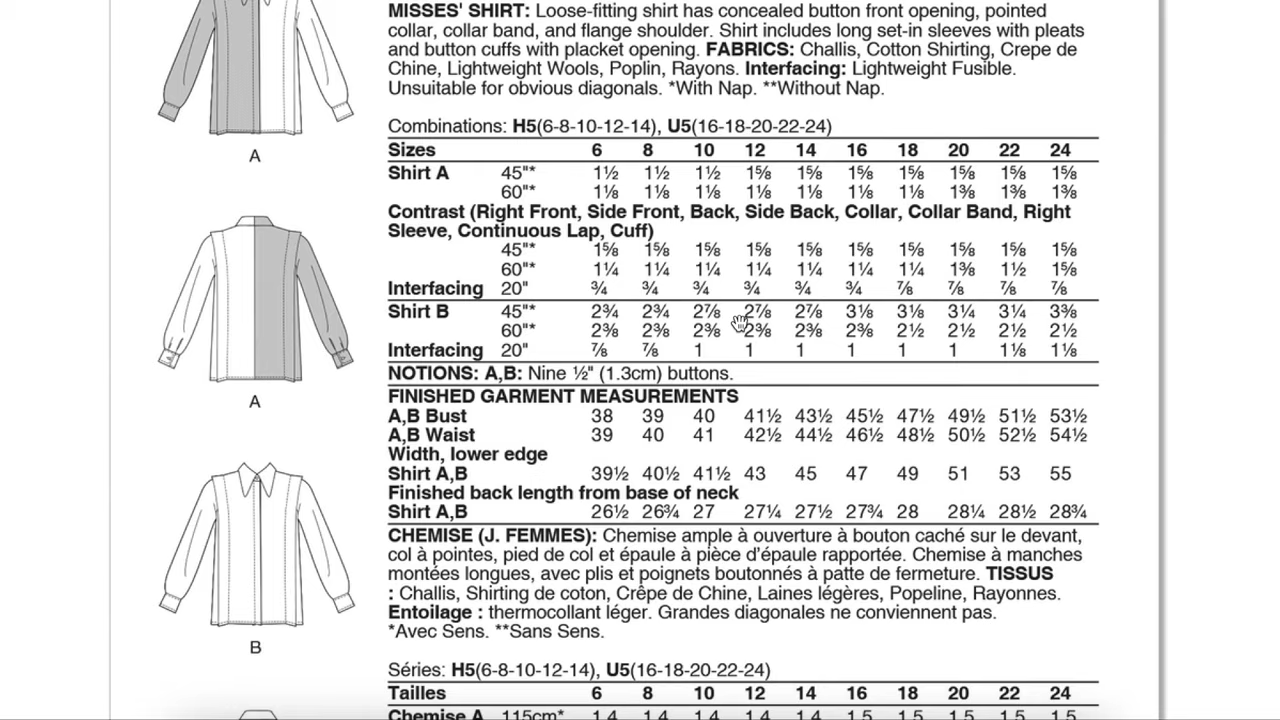 MISSES' SHIRT: Loose-fitting shirt has concealed button front opening, pointed
collar, collar band, and flange shoulder. Shirt includes long set-in sleeves with pleats
and button cuffs with placket opening. FABRICS: Challis, Cotton Shirting, Crepe de
Chine, Lightweight Wools, Poplin, Rayons. Interfacing: Lightweight Fusible.
Unsuitable for obvious diagonals. *With Nap. **Without Nap.
Combinations: H5(6-8-10-12-14), U5(16-18-20-22-24)
Sizes 6 8 10 12 14 16 18 20 22 24
Shirt A 45"* 1½ 1½ 1½ 1⅝ 1⅝ 1⅝ 1⅝ 1⅝ 1⅝ 1⅝
60"* 1⅛ 1⅛ 1⅛ 1⅛ 1⅛ 1⅛ 1⅛ 1⅜ 1⅜ 1⅜
Contrast (Right Front, Side Front, Back, Side Back, Collar, Collar Band, Right
Sleeve, Continuous Lap, Cuff)
45"* 1⅝ 1⅝ 1⅝ 1⅝ 1⅝ 1⅝ 1⅝ 1⅝ 1⅝ 1⅝
60"* 1¼ 1¼ 1¼ 1¼ 1¼ 1¼ 1¼ 1⅜ 1½ 1⅝
Interfacing 20" ¾ ¾ ¾ ¾ ¾ ¾ ⅞ ⅞ ⅞ ⅞
Shirt B 45"* 2¾ 2¾ 2⅞ 2⅞ 2⅞ 3⅛ 3⅛ 3¼ 3¼ 3⅜
60"* 2⅜ 2⅜ 2⅜ 2⅜ 2⅜ 2⅜ 2½ 2½ 2½ 2½
Interfacing 20" ⅞ ⅞ 1 1 1 1 1 1 1⅛ 1⅛
NOTIONS: A,B: Nine ½" (1.3cm) buttons.
FINISHED GARMENT MEASUREMENTS
A,B Bust 38 39 40 41½ 43½ 45½ 47½ 49½ 51½ 53½
A,B Waist 39 40 41 42½ 44½ 46½ 48½ 50½ 52½ 54½
Width, lower edge
Shirt A,B 39½ 40½ 41½ 43 45 47 49 51 53 55
Finished back length from base of neck
Shirt A,B 26½ 26¾ 27 27¼ 27½ 27¾ 28 28¼ 28½ 28¾
CHEMISE (J. FEMMES): Chemise ample à ouverture à bouton caché sur le devant,
col à pointes, pied de col et épaule à pièce d'épaule rapportée. Chemise à manches
montées longues, avec plis et poignets boutonnés à patte de fermeture. TISSUS
: Challis, Shirting de coton, Crêpe de Chine, Laines légères, Popeline, Rayonnes.
Entoilage : thermocollant léger. Grandes diagonales ne conviennent pas.
*Avec Sens. **Sans Sens.
Séries: H5(6-8-10-12-14), U5(16-18-20-22-24)
Tailles 6 8 10 12 14 16 18 20 22 24
Chemise A 115cm* 1.4 1.4 1.4 1.4 1.4 1.5 1.5 1.5 1.5 1.5
A
A
B